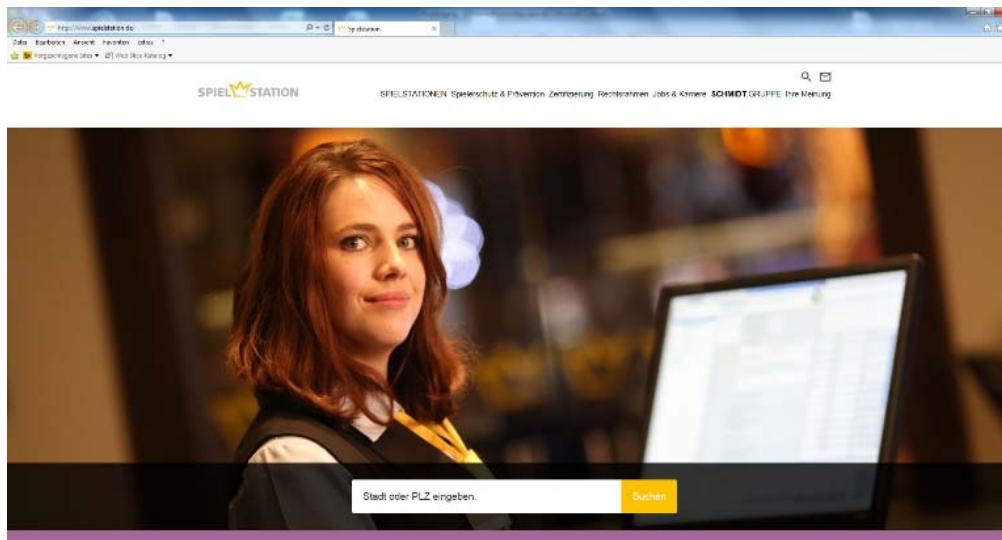 http://www.spielstation.de
Spielstation
Datei Bearbeiten Ansicht Favoriten Extras ?
Vorgeschlagene Sites Web Slice-Katalog
SPIEL STATION
SPIELSTATIONEN Spielerschutz & Prävention Zertifizierung Rechtsrahmen Jobs & Karriere SCHMIDT.GRUPPE Ihre Meinung
Stadt oder PLZ eingeben.
Suchen